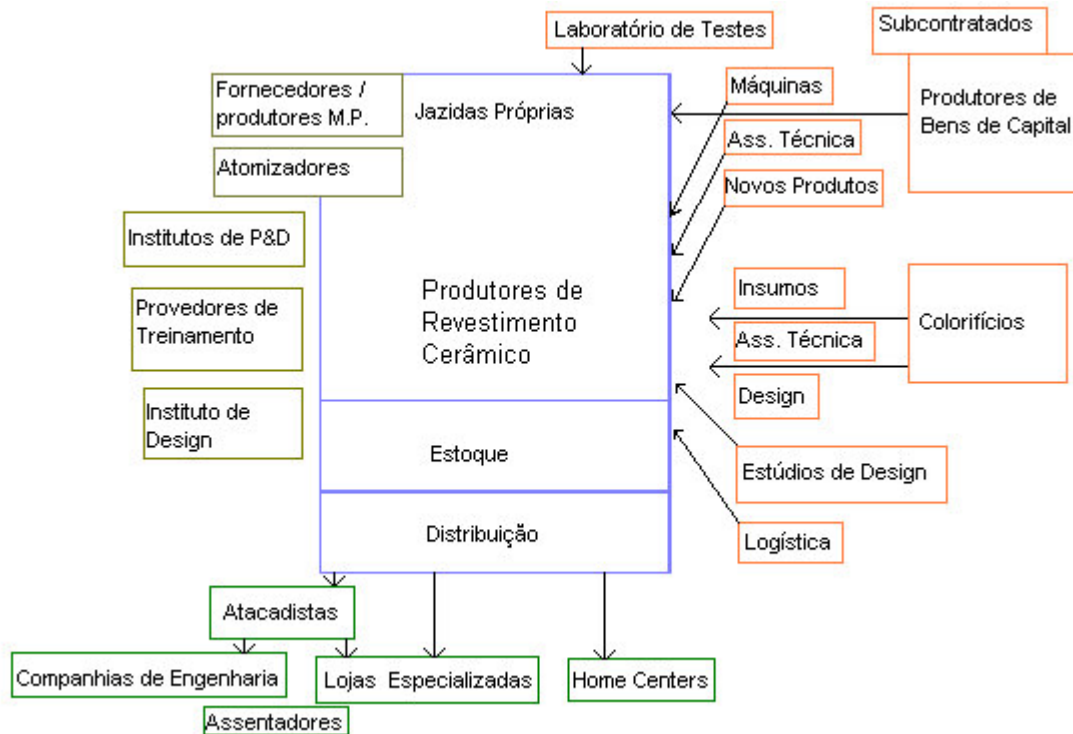 Laboratório de Testes
Subcontratados
Fornecedores /
produtores M.P.
Jazidas Próprias
Máquinas
Produtores de
Bens de Capital
Atomizadores
Ass. Técnica
Novos Produtos
Institutos de P&D
Provedores de
Treinamento
Produtores de
Revestimento
Cerâmico
Insumos
Colorifícios
Ass. Técnica
Design
Instituto de
Design
Estoque
Estúdios de Design
Distribuição
Logística
Atacadistas
Companhias de Engenharia
Lojas Especializadas
Home Centers
Assentadores